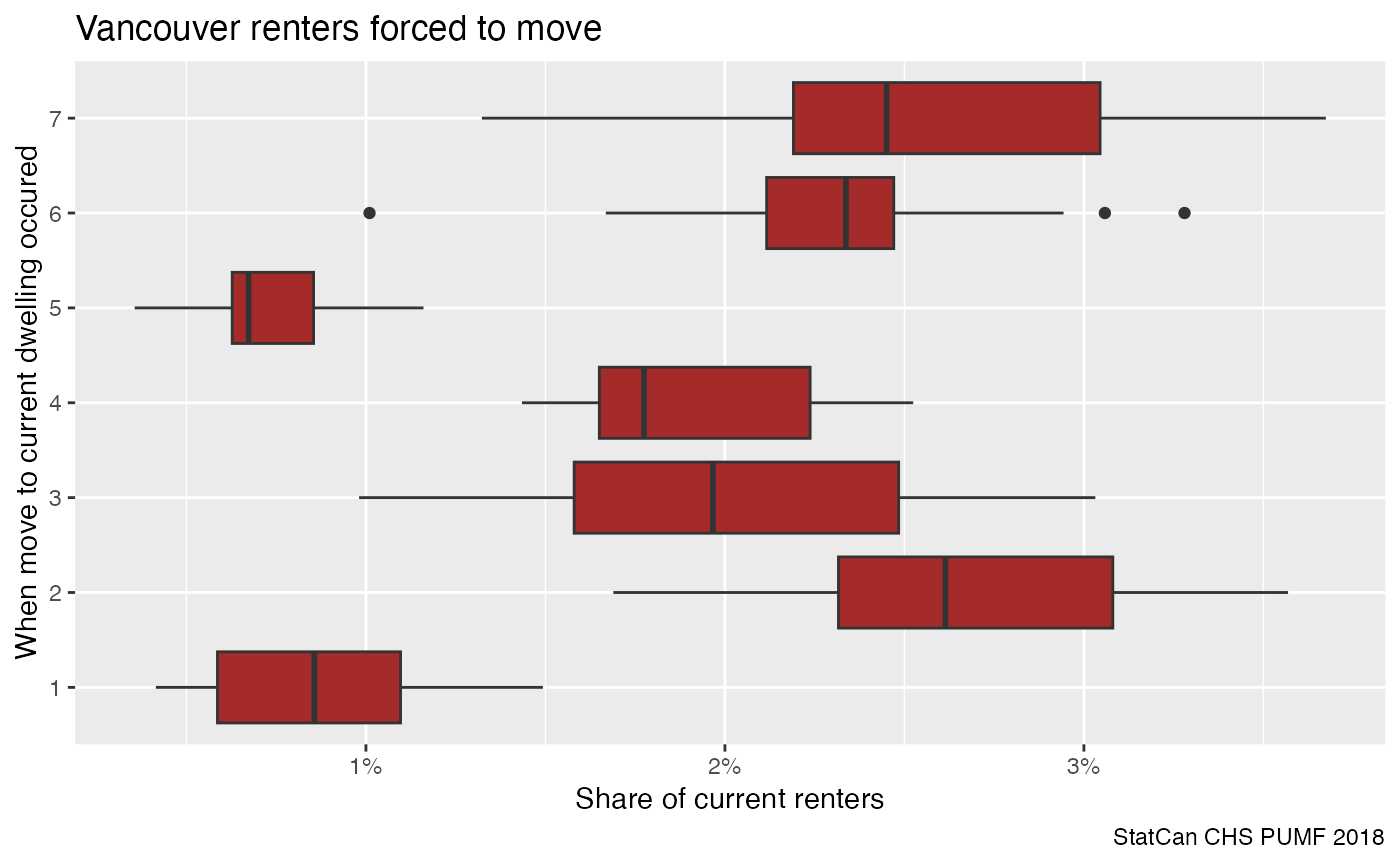 Vancouver renters forced to move
When move to current dwelling occured
7
6
5
4
3
2
1
1%
2%
3%
Share of current renters
StatCan CHS PUMF 2018